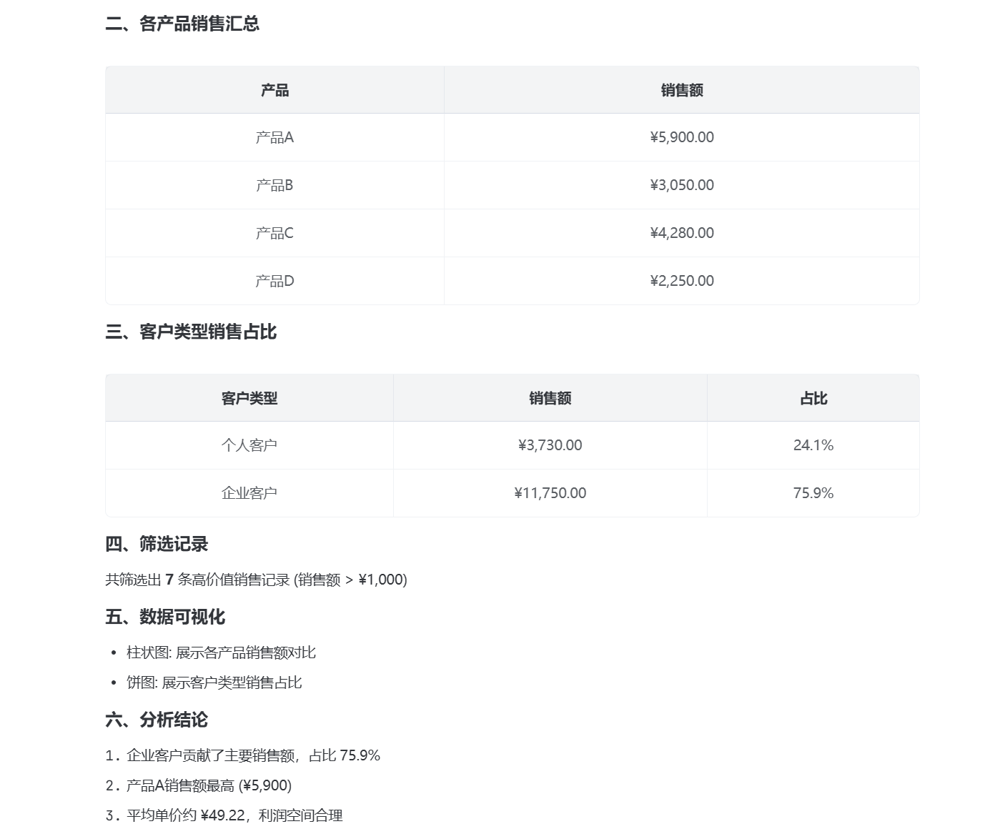 二、各产品销售汇总
产品 销售额
产品A ¥5,900.00
产品B ¥3,050.00
产品C ¥4,280.00
产品D ¥2,250.00
三、客户类型销售占比
客户类型 销售额 占比
个人客户 ¥3,730.00 24.1%
企业客户 ¥11,750.00 75.9%
四、筛选记录
共筛选出 7 条高价值销售记录 (销售额 > ¥1,000)
五、数据可视化
• 柱状图: 展示各产品销售额对比
• 饼图: 展示客户类型销售占比
六、分析结论
1. 企业客户贡献了主要销售额，占比 75.9%
2. 产品A销售额最高 (¥5,900)
3. 平均单价约 ¥49.22，利润空间合理